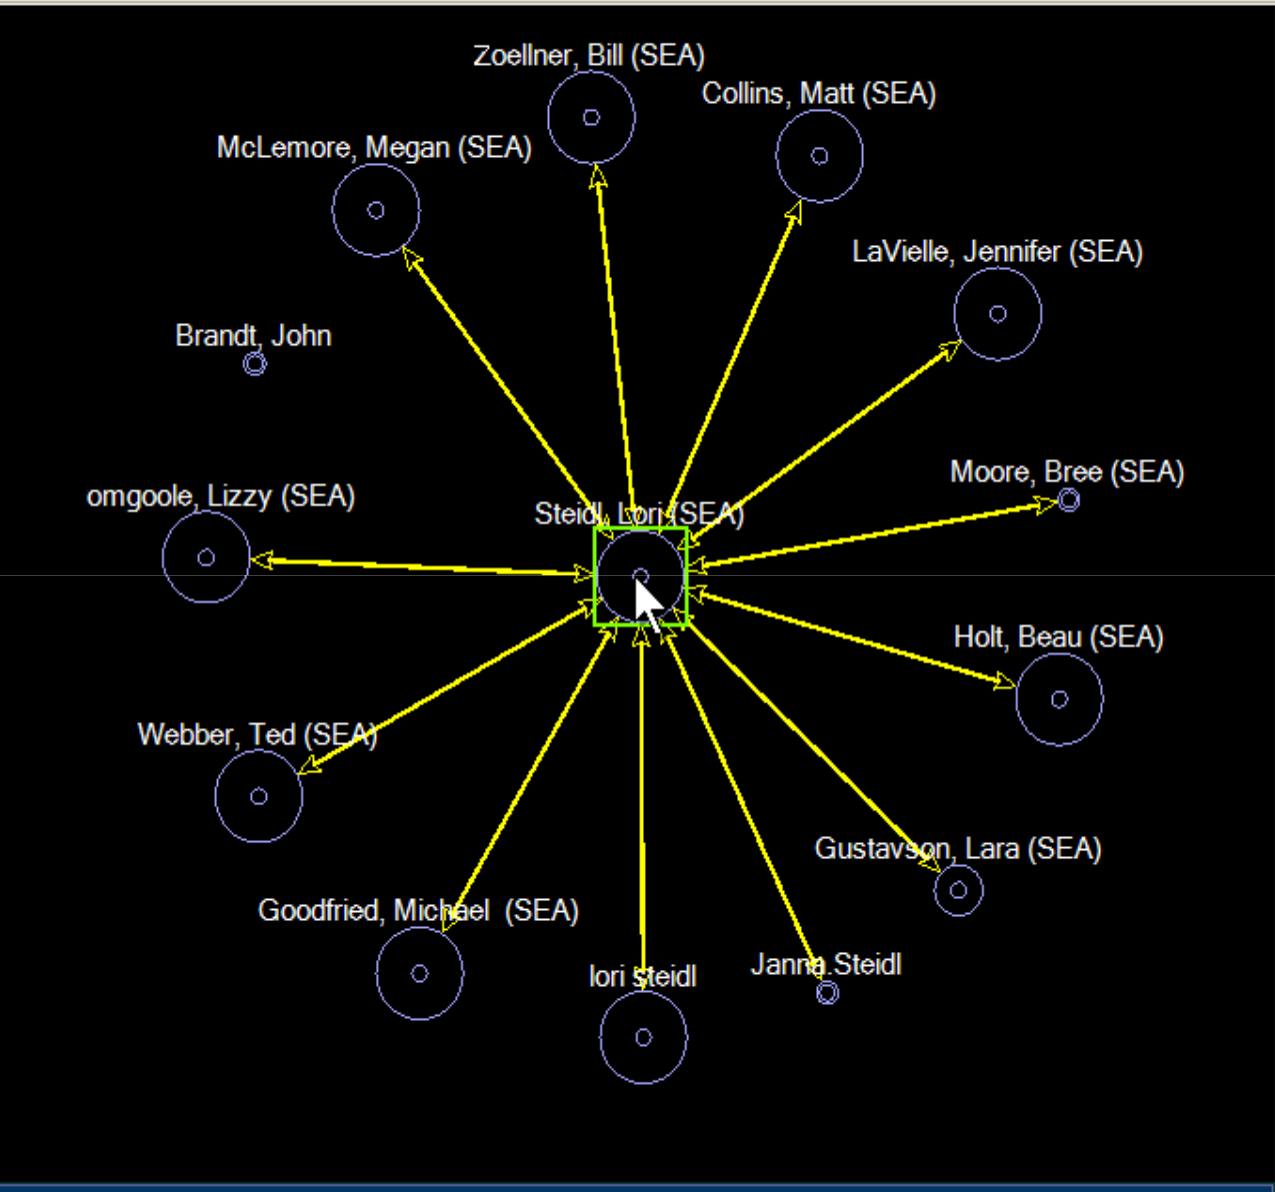 Zoellner, Bill (SEA)
Collins, Matt (SEA)
McLemore, Megan (SEA)
LaVielle, Jennifer (SEA)
Brandt, John
Moore, Bree (SEA)
omgoole, Lizzy (SEA)
Steidl, Lori (SEA)
Holt, Beau (SEA)
Webber, Ted (SEA)
Gustavson, Lara (SEA)
Goodfried, Michael (SEA)
Janna.Steidl
lori steidl